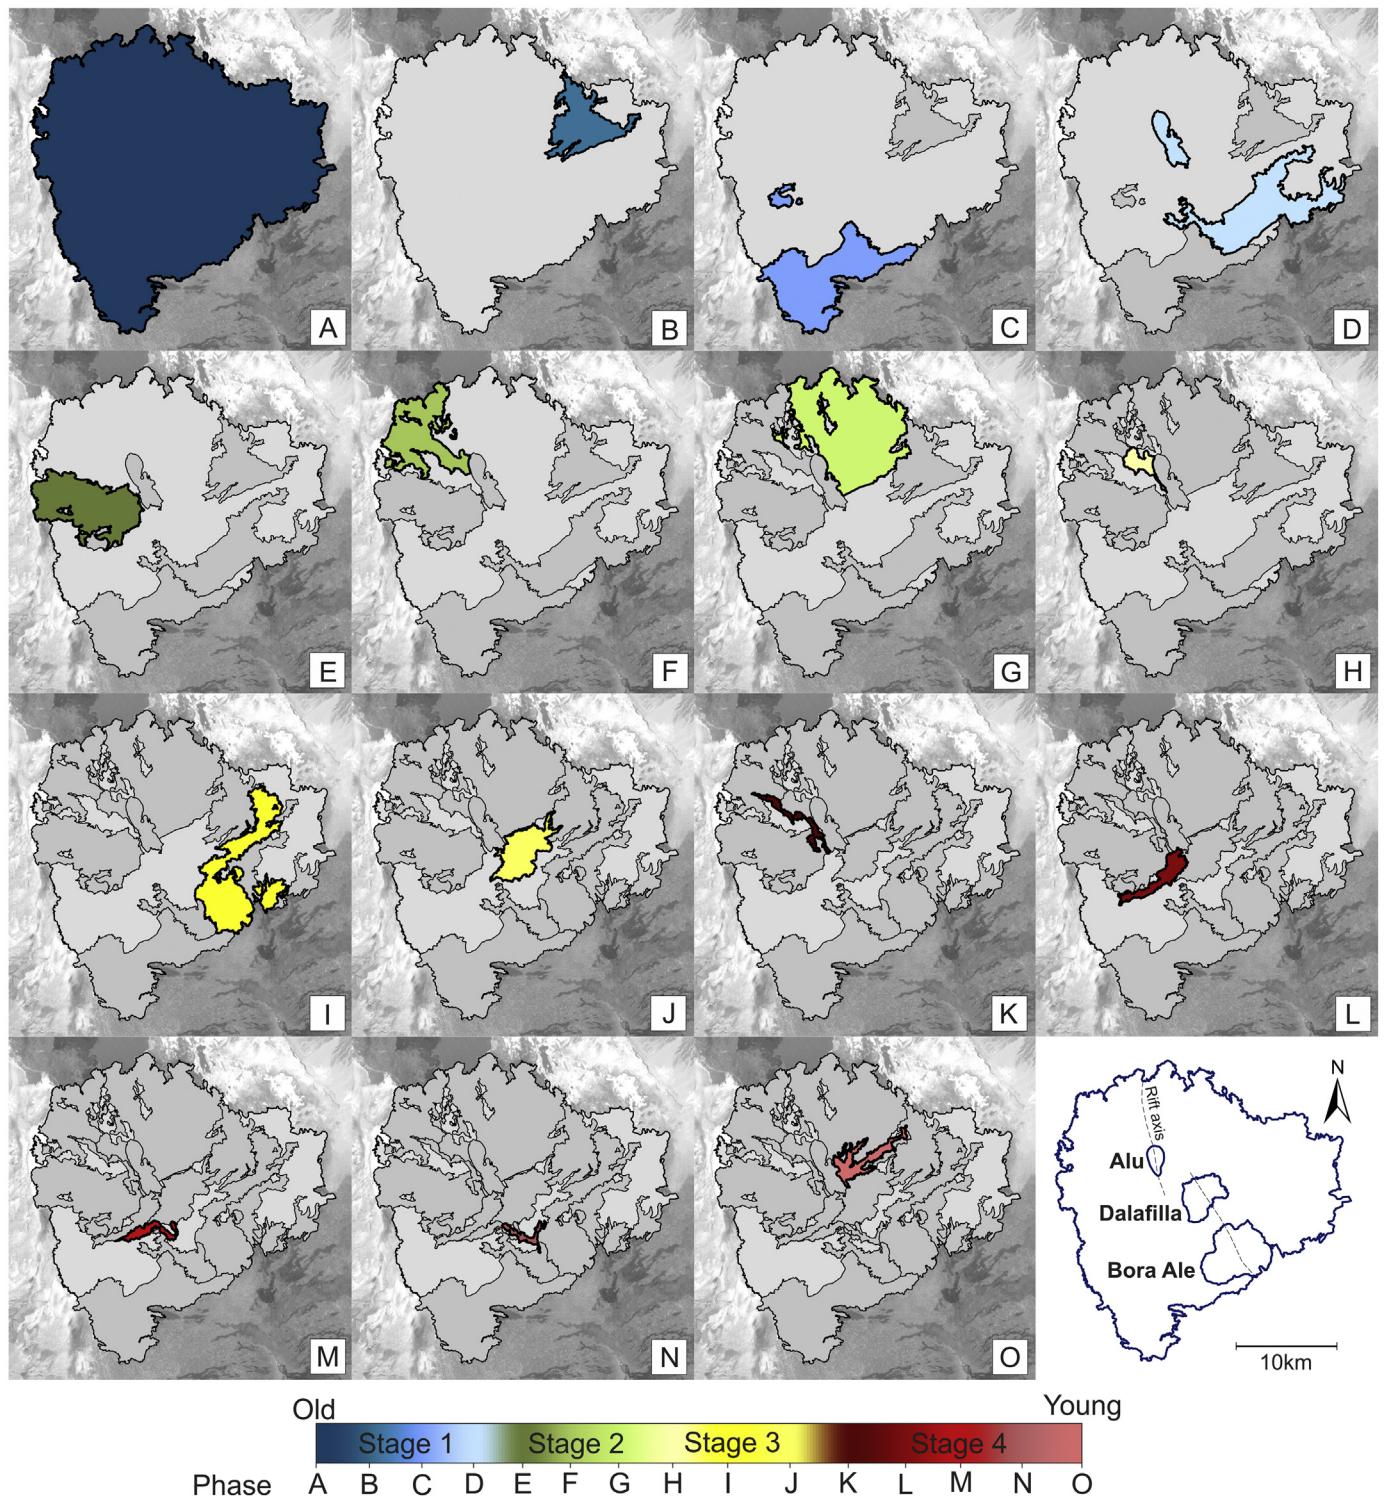 A
B
C
D
E
F
G
H
I
J
K
L
M
N
O
N
Rift axis
Alu
Dalafilla
Bora Ale
10km
Old Young
Stage 1 Stage 2 Stage 3 Stage 4
Phase A B C D E F G H I J K L M N O